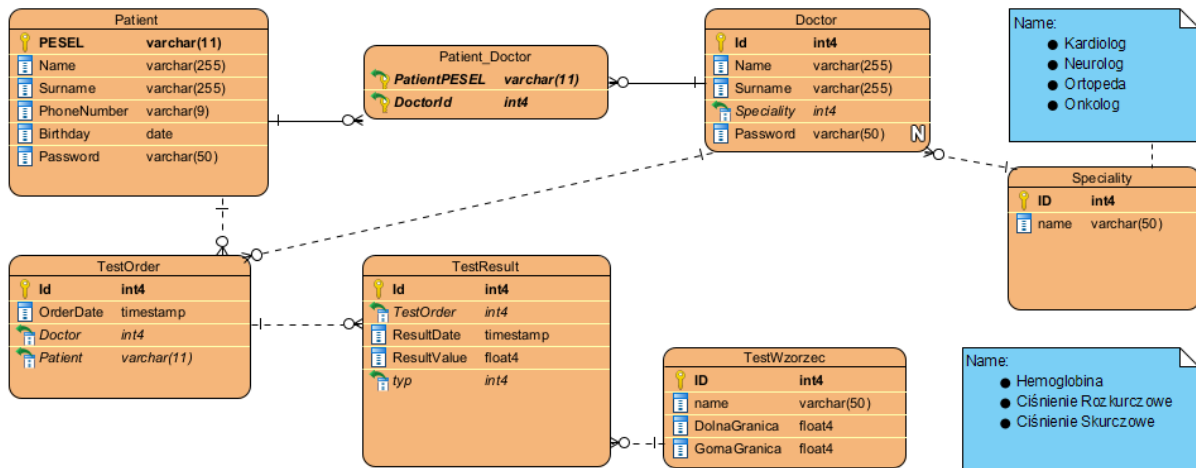 Patient
PESEL varchar(11)
Name varchar(255)
Surname varchar(255)
PhoneNumber varchar(9)
Birthday date
Password varchar(50)
Patient_Doctor
PatientPESEL varchar(11)
DoctorId int4
Doctor
Id int4
Name varchar(255)
Surname varchar(255)
Speciality int4
Password varchar(50) N
Name:
Kardiolog
Neurolog
Ortopeda
Onkolog
Speciality
ID int4
name varchar(50)
TestOrder
Id int4
OrderDate timestamp
Doctor int4
Patient varchar(11)
TestResult
Id int4
TestOrder int4
ResultDate timestamp
ResultValue float4
typ int4
TestWzorzec
ID int4
name varchar(50)
DolnaGranica float4
GornaGranica float4
Name:
Hemoglobina
Ciśnienie Rozkurczowe
Ciśnienie Skurczowe